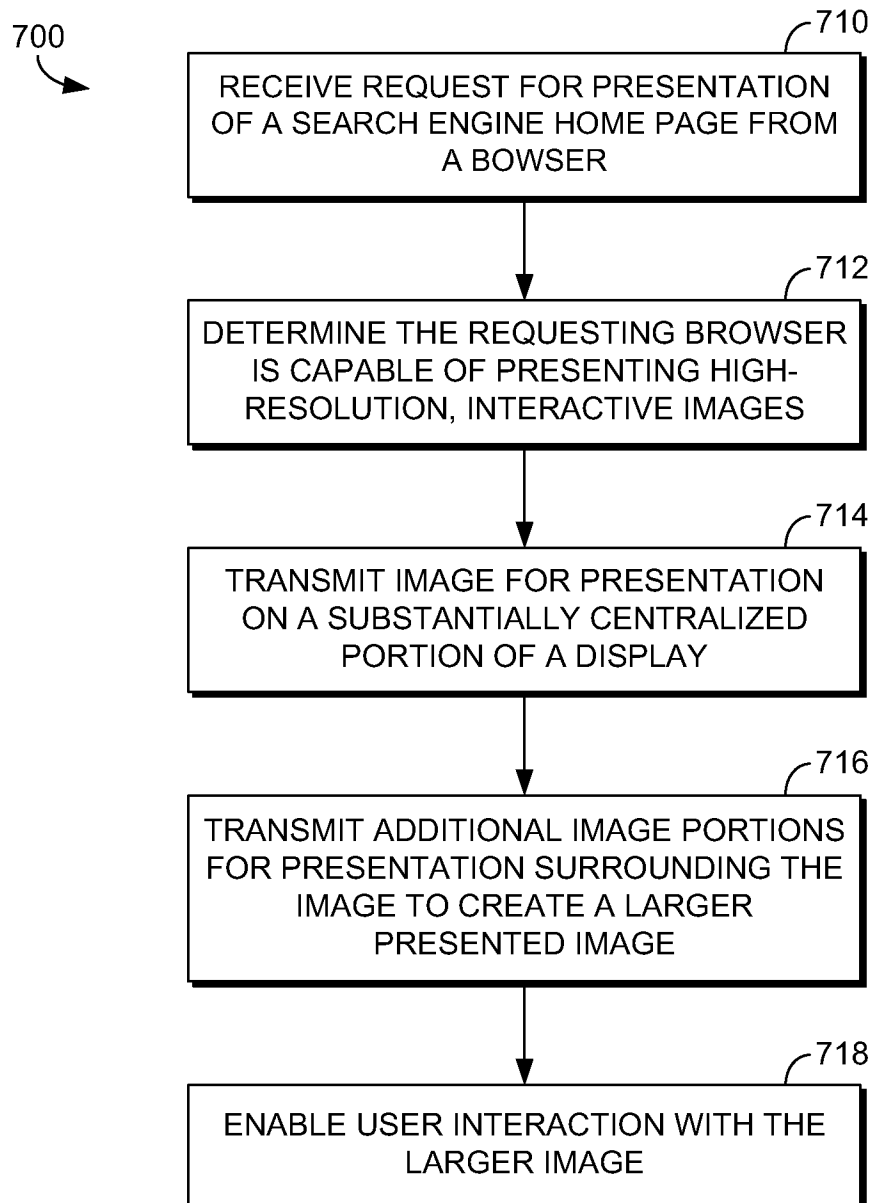 700
710
RECEIVE REQUEST FOR PRESENTATION
OF A SEARCH ENGINE HOME PAGE FROM
A BOWSER
712
DETERMINE THE REQUESTING BROWSER
IS CAPABLE OF PRESENTING HIGH-
RESOLUTION, INTERACTIVE IMAGES
714
TRANSMIT IMAGE FOR PRESENTATION
ON A SUBSTANTIALLY CENTRALIZED
PORTION OF A DISPLAY
716
TRANSMIT ADDITIONAL IMAGE PORTIONS
FOR PRESENTATION SURROUNDING THE
IMAGE TO CREATE A LARGER
PRESENTED IMAGE
718
ENABLE USER INTERACTION WITH THE
LARGER IMAGE